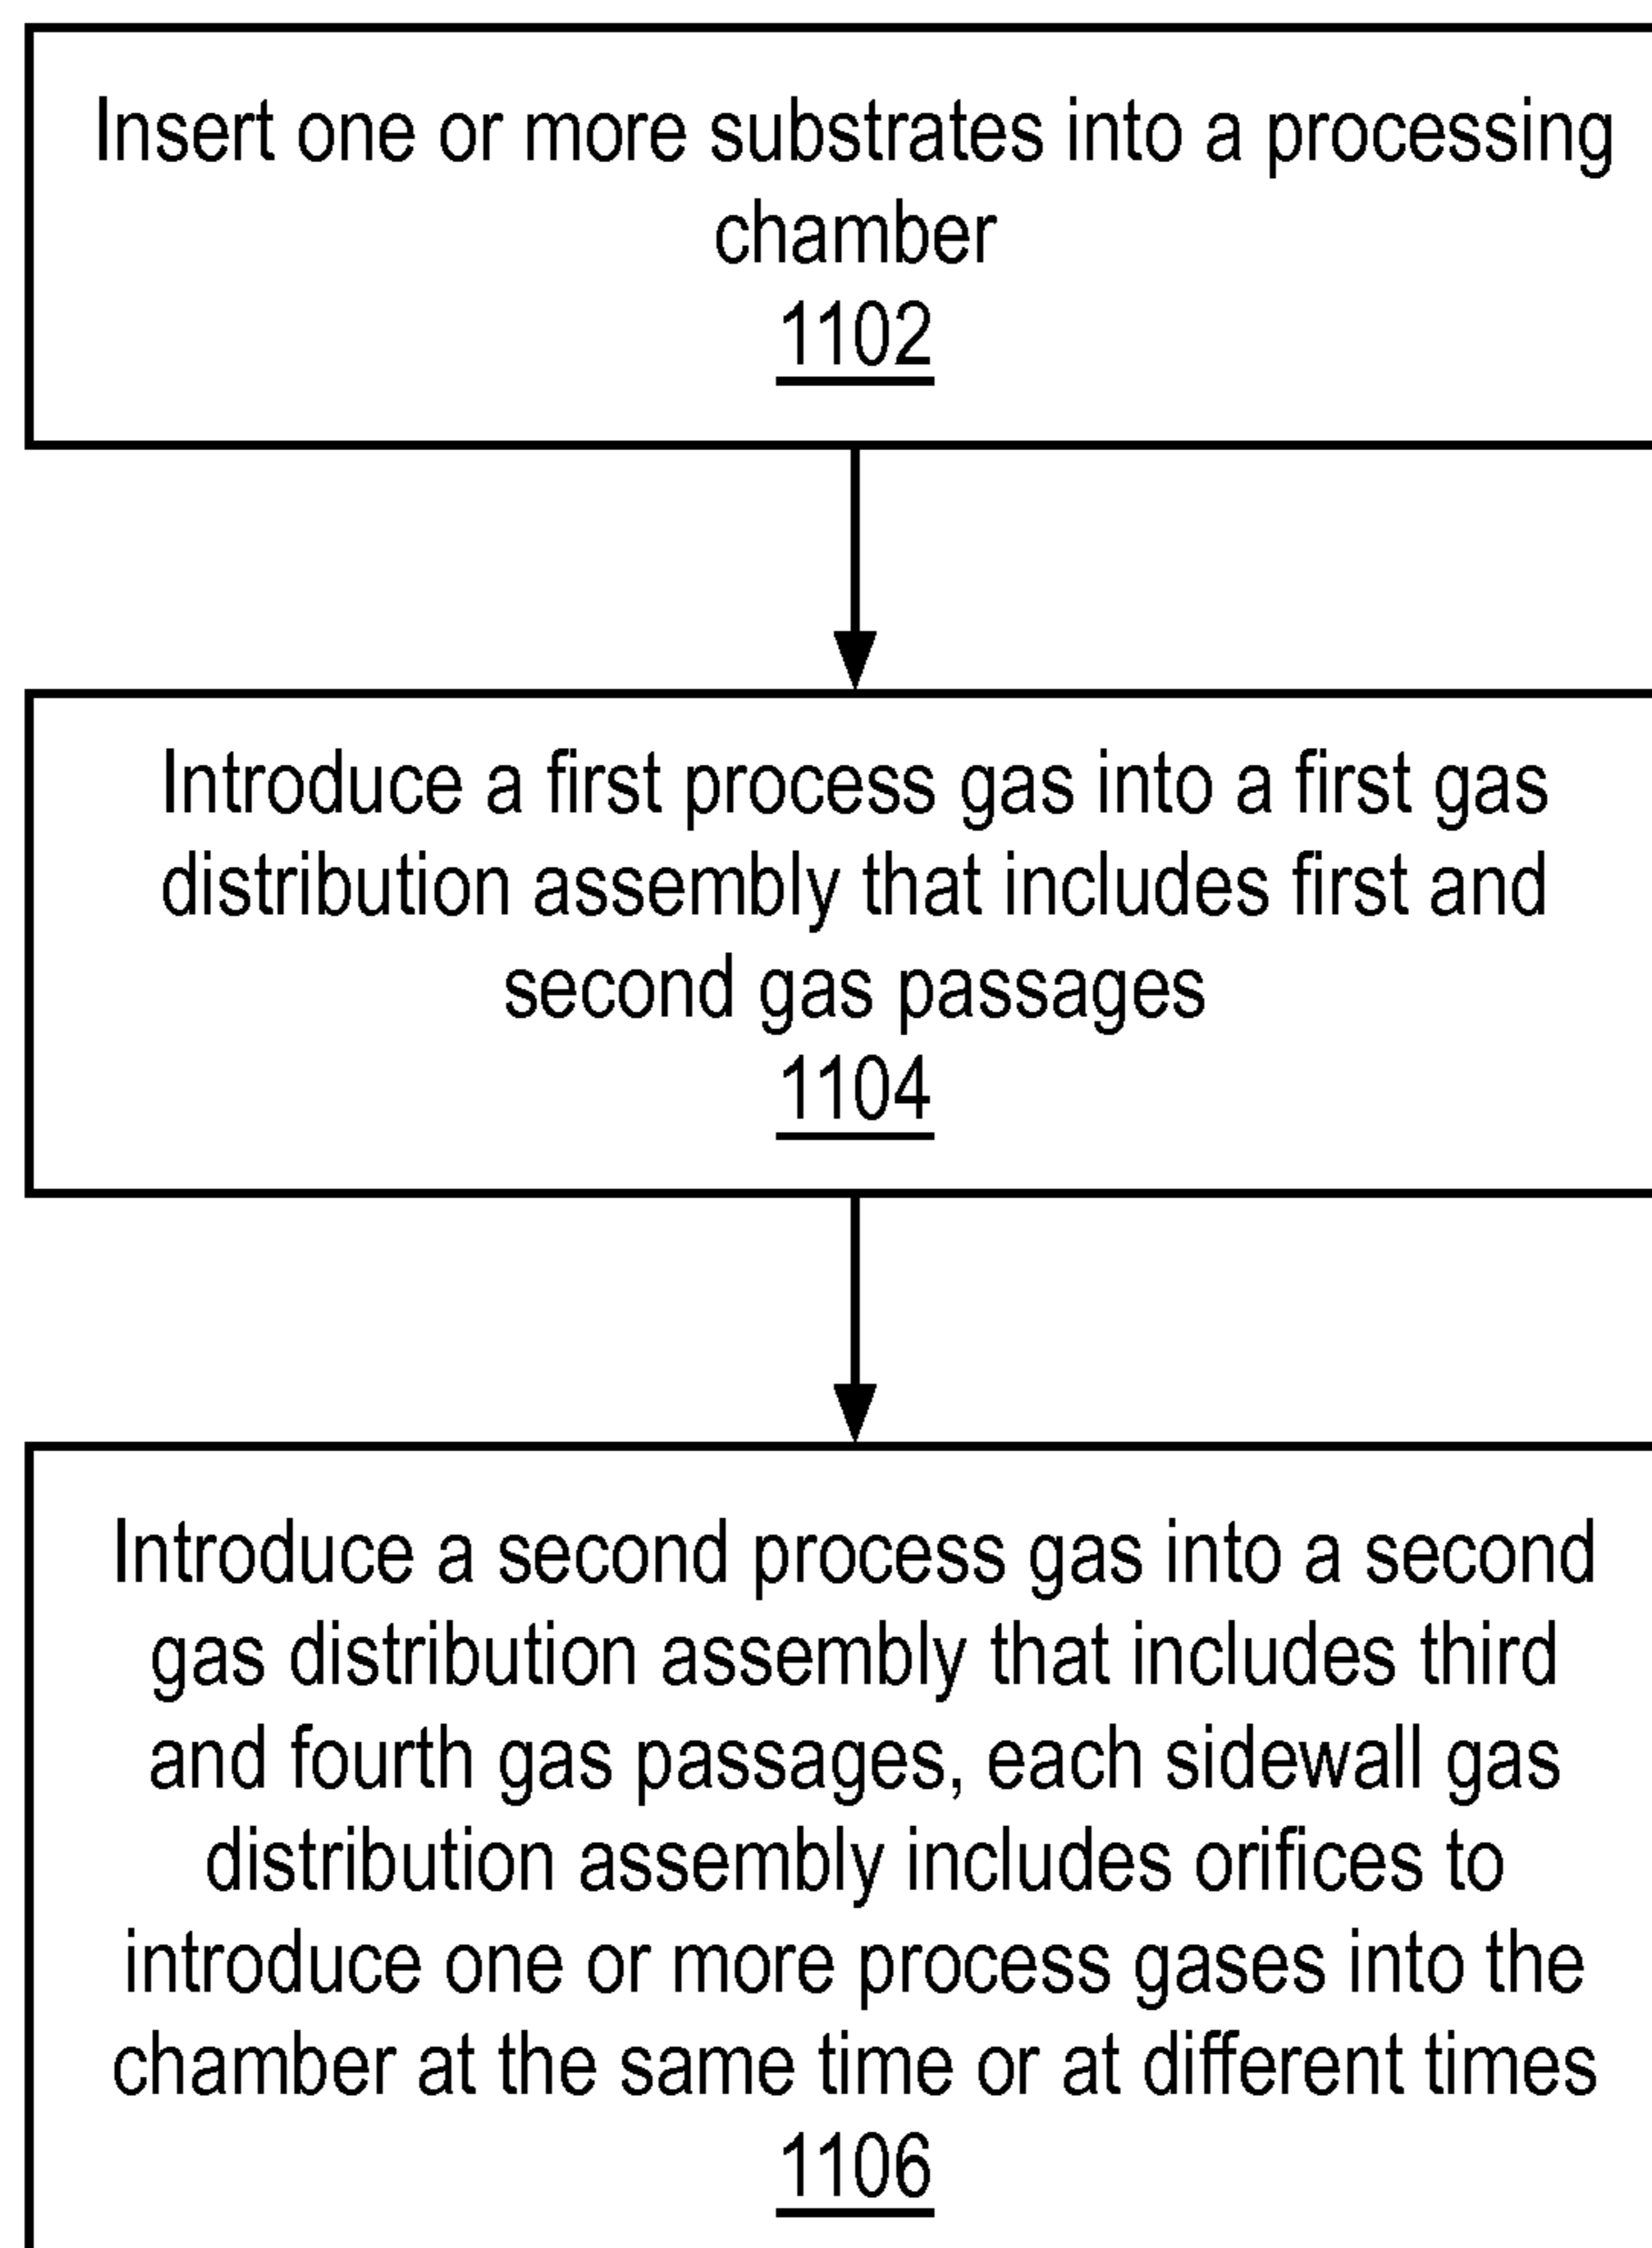 Insert one or more substrates into a processing
chamber
1102
Introduce a first process gas into a first gas
distribution assembly that includes first and
second gas passages
1104
Introduce a second process gas into a second
gas distribution assembly that includes third
and fourth gas passages, each sidewall gas
distribution assembly includes orifices to
introduce one or more process gases into the
chamber at the same time or at different times
1106